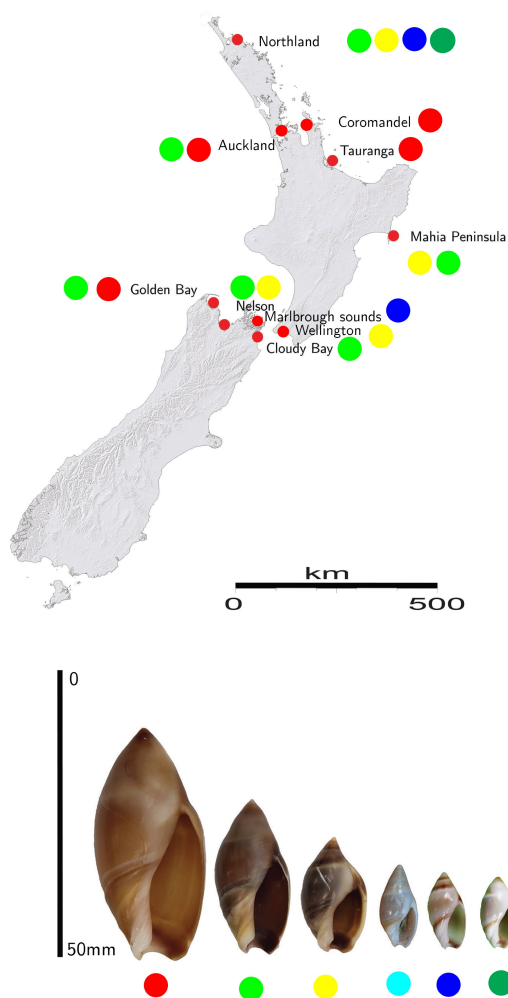 Northland
Coromandel
Auckland
Tauranga
Mahia Peninsula
Golden Bay
Nelson
Marlbrough sounds
Wellington
Cloudy Bay
km
0
500
0
50mm